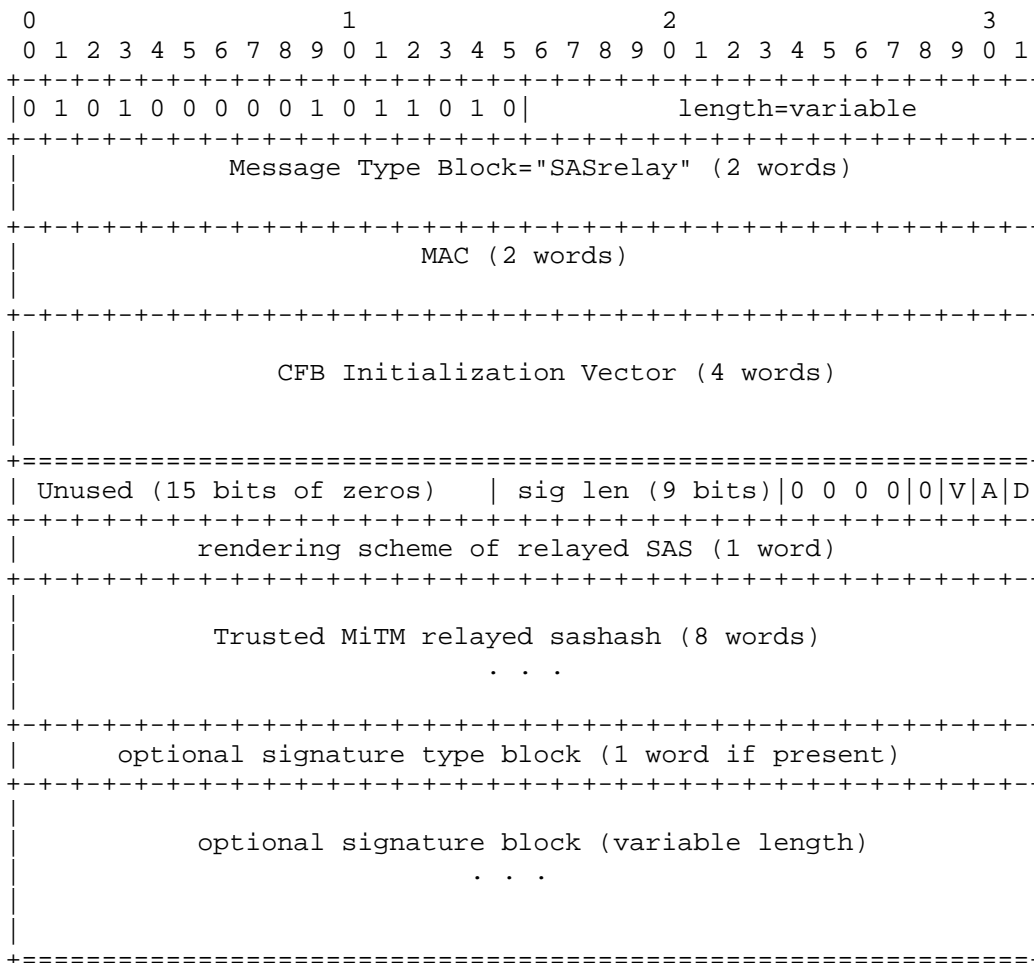 0                   1                   2                   3
 0 1 2 3 4 5 6 7 8 9 0 1 2 3 4 5 6 7 8 9 0 1 2 3 4 5 6 7 8 9 0 1
+-+-+-+-+-+-+-+-+-+-+-+-+-+-+-+-+-+-+-+-+-+-+-+-+-+-+-+-+-+-+-+-
|0 1 0 1 0 0 0 0 0 1 0 1 1 0 1 0|         length=variable
+-+-+-+-+-+-+-+-+-+-+-+-+-+-+-+-+-+-+-+-+-+-+-+-+-+-+-+-+-+-+-+-
|             Message Type Block="SASrelay" (2 words)
|
+-+-+-+-+-+-+-+-+-+-+-+-+-+-+-+-+-+-+-+-+-+-+-+-+-+-+-+-+-+-+-+-
|                         MAC (2 words)
|
+-+-+-+-+-+-+-+-+-+-+-+-+-+-+-+-+-+-+-+-+-+-+-+-+-+-+-+-+-+-+-+-
|
|                CFB Initialization Vector (4 words)
|
|
+================================================================
| Unused (15 bits of zeros)   | sig len (9 bits)|0 0 0 0|0|V|A|D
+-+-+-+-+-+-+-+-+-+-+-+-+-+-+-+-+-+-+-+-+-+-+-+-+-+-+-+-+-+-+-+-
|           rendering scheme of relayed SAS (1 word)
+-+-+-+-+-+-+-+-+-+-+-+-+-+-+-+-+-+-+-+-+-+-+-+-+-+-+-+-+-+-+-+-
|
|            Trusted MiTM relayed sashash (8 words)
|                             . . .
|
+-+-+-+-+-+-+-+-+-+-+-+-+-+-+-+-+-+-+-+-+-+-+-+-+-+-+-+-+-+-+-+-
|      optional signature type block (1 word if present)
+-+-+-+-+-+-+-+-+-+-+-+-+-+-+-+-+-+-+-+-+-+-+-+-+-+-+-+-+-+-+-+-
|
|           optional signature block (variable length)
|                            . . .
|
|
+================================================================